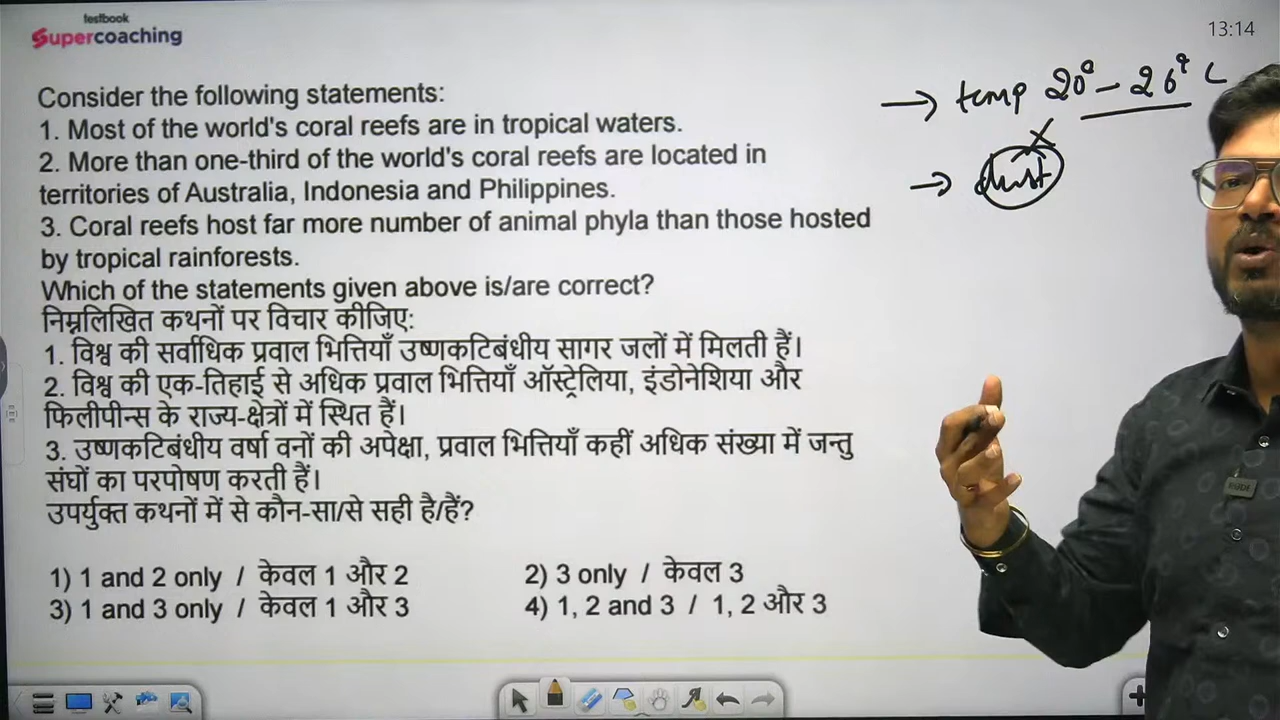 testbook
Supercoaching
13:14
Consider the following statements:
1. Most of the world's coral reefs are in tropical waters.
2. More than one-third of the world's coral reefs are located in
territories of Australia, Indonesia and Philippines.
3. Coral reefs host far more number of animal phyla than those hosted
by tropical rainforests.
Which of the statements given above is/are correct?
निम्नलिखित कथनों पर विचार कीजिए:
1. विश्व की सर्वाधिक प्रवाल भित्तियाँ उष्णकटिबंधीय सागर जलों में मिलती हैं।
2. विश्व की एक-तिहाई से अधिक प्रवाल भित्तियाँ ऑस्ट्रेलिया, इंडोनेशिया और
फिलीपीन्स के राज्य-क्षेत्रों में स्थित हैं।
3. उष्णकटिबंधीय वर्षा वनों की अपेक्षा, प्रवाल भित्तियाँ कहीं अधिक संख्या में जन्तु
संघों का परपोषण करती हैं।
उपर्युक्त कथनों में से कौन-सा/से सही है/हैं?
1) 1 and 2 only / केवल 1 और 2
2) 3 only / केवल 3
3) 1 and 3 only / केवल 1 और 3
4) 1, 2 and 3 / 1, 2 और 3
→ temp 20° – 26° C
→ dust